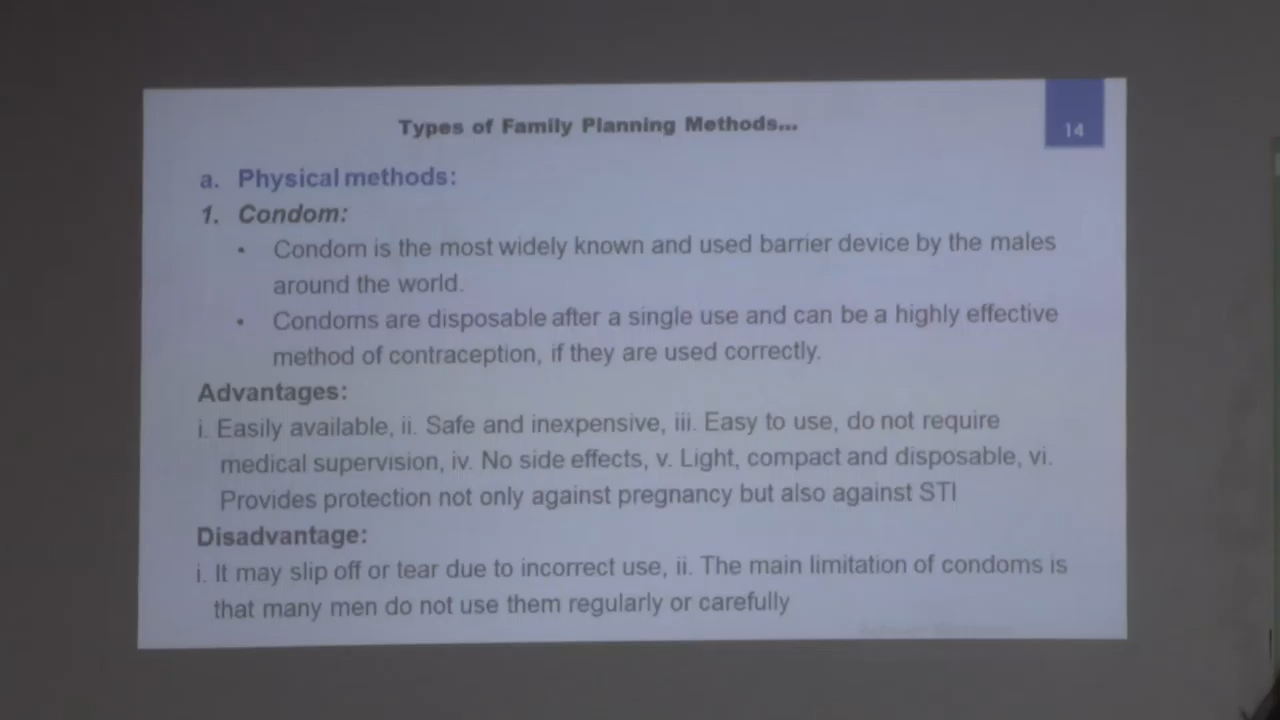 Types of Family Planning Methods...
14
a. Physical methods:
1. Condom:
• Condom is the most widely known and used barrier device by the males
around the world.
• Condoms are disposable after a single use and can be a highly effective
method of contraception, if they are used correctly.
Advantages:
i. Easily available, ii. Safe and inexpensive, iii. Easy to use, do not require
medical supervision, iv. No side effects, v. Light, compact and disposable, vi.
Provides protection not only against pregnancy but also against STI
Disadvantage:
i. It may slip off or tear due to incorrect use, ii. The main limitation of condoms is
that many men do not use them regularly or carefully